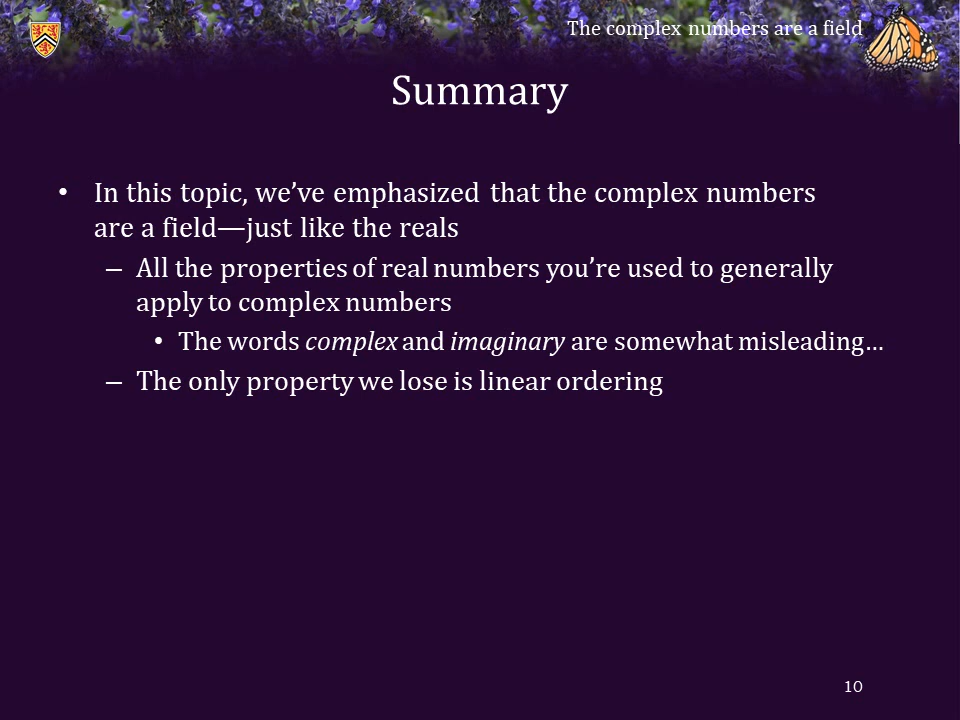 The complex numbers are a field
Summary
• In this topic, we’ve emphasized that the complex numbers
are a field—just like the reals
– All the properties of real numbers you’re used to generally
apply to complex numbers
• The words complex and imaginary are somewhat misleading…
– The only property we lose is linear ordering
10